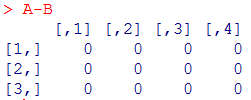 > A-B
     [,1] [,2] [,3] [,4]
[1,]    0    0    0    0
[2,]    0    0    0    0
[3,]    0    0    0    0